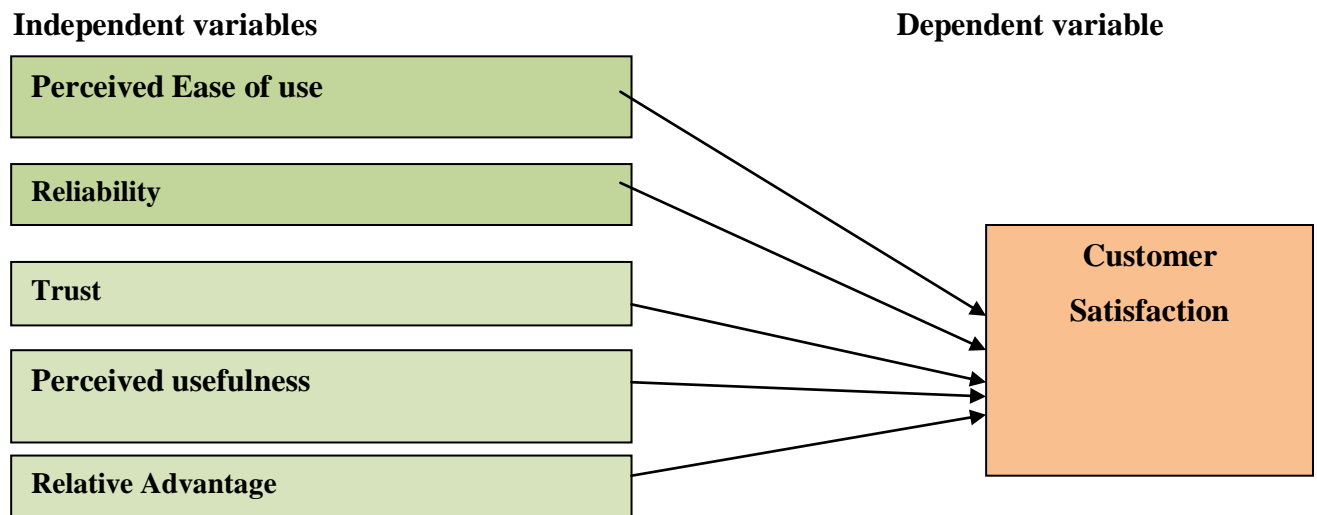 Independent variables
Dependent variable
Perceived Ease of use
Reliability
Trust
Perceived usefulness
Relative Advantage
Customer
Satisfaction